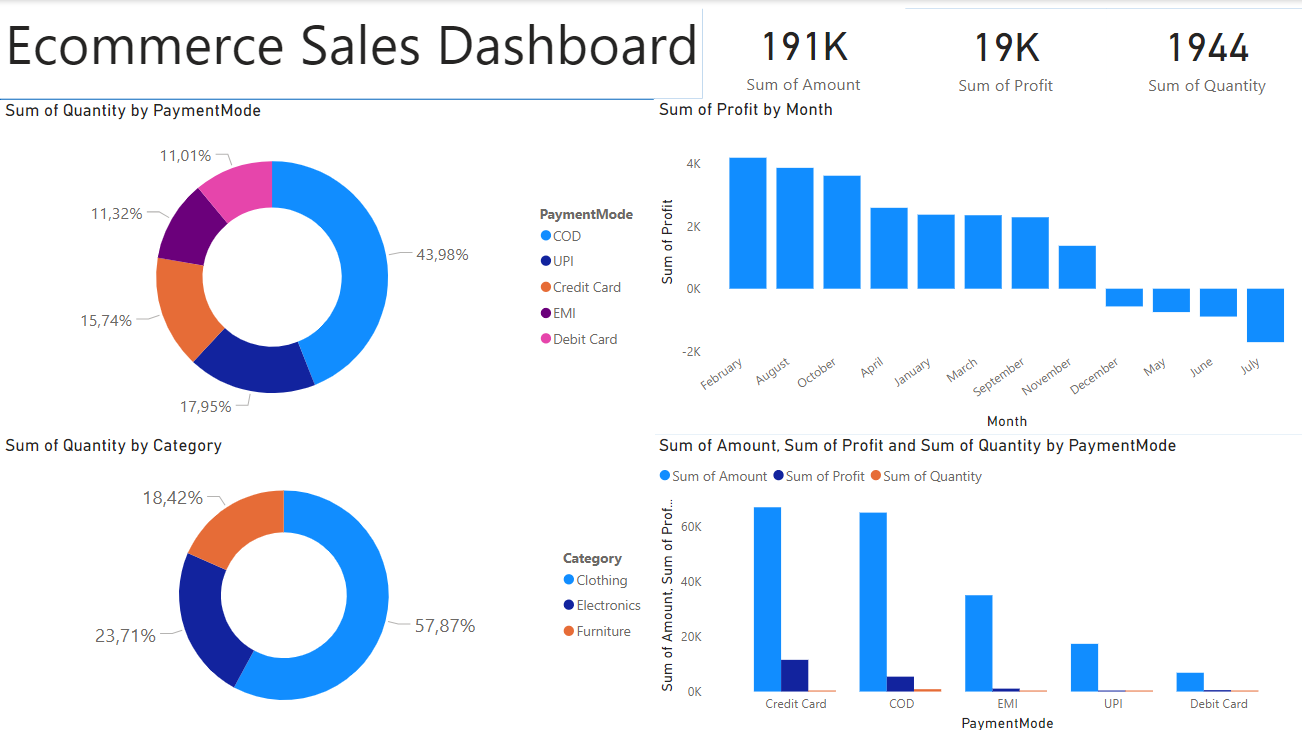 Ecommerce Sales Dashboard
191K
Sum of Amount
19K
Sum of Profit
1944
Sum of Quantity
Sum of Quantity by PaymentMode
11,01%
11,32%
15,74%
17,95%
43,98%
PaymentMode
COD
UPI
Credit Card
EMI
Debit Card
Sum of Profit by Month
Sum of Profit
4K
2K
0K
-2K
February
August
October
April
January
March
September
November
December
May
June
July
Month
Sum of Quantity by Category
18,42%
23,71%
57,87%
Category
Clothing
Electronics
Furniture
Sum of Amount, Sum of Profit and Sum of Quantity by PaymentMode
Sum of Amount Sum of Profit Sum of Quantity
Sum of Amount, Sum of Prof...
60K
40K
20K
0K
Credit Card
COD
EMI
UPI
Debit Card
PaymentMode